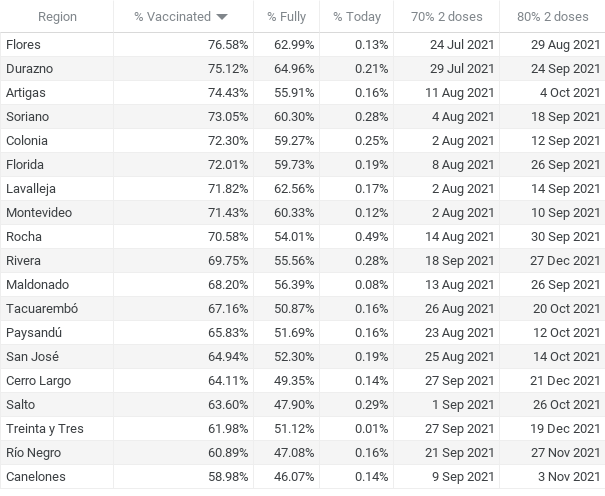 Region % Vaccinated % Fully % Today 70% 2 doses 80% 2 doses
Flores 76.58% 62.99% 0.13% 24 Jul 2021 29 Aug 2021
Durazno 75.12% 64.96% 0.21% 29 Jul 2021 24 Sep 2021
Artigas 74.43% 55.91% 0.16% 11 Aug 2021 4 Oct 2021
Soriano 73.05% 60.30% 0.28% 4 Aug 2021 18 Sep 2021
Colonia 72.30% 59.27% 0.25% 2 Aug 2021 12 Sep 2021
Florida 72.01% 59.73% 0.19% 8 Aug 2021 26 Sep 2021
Lavalleja 71.82% 62.56% 0.17% 2 Aug 2021 14 Sep 2021
Montevideo 71.43% 60.33% 0.12% 2 Aug 2021 10 Sep 2021
Rocha 70.58% 54.01% 0.49% 14 Aug 2021 30 Sep 2021
Rivera 69.75% 55.56% 0.28% 18 Sep 2021 27 Dec 2021
Maldonado 68.20% 56.39% 0.08% 13 Aug 2021 26 Sep 2021
Tacuarembó 67.16% 50.87% 0.16% 26 Aug 2021 20 Oct 2021
Paysandú 65.83% 51.69% 0.16% 23 Aug 2021 12 Oct 2021
San José 64.94% 52.30% 0.19% 25 Aug 2021 14 Oct 2021
Cerro Largo 64.11% 49.35% 0.14% 27 Sep 2021 21 Dec 2021
Salto 63.60% 47.90% 0.29% 1 Sep 2021 26 Oct 2021
Treinta y Tres 61.98% 51.12% 0.01% 27 Sep 2021 19 Dec 2021
Río Negro 60.89% 47.08% 0.16% 21 Sep 2021 27 Nov 2021
Canelones 58.98% 46.07% 0.14% 9 Sep 2021 3 Nov 2021